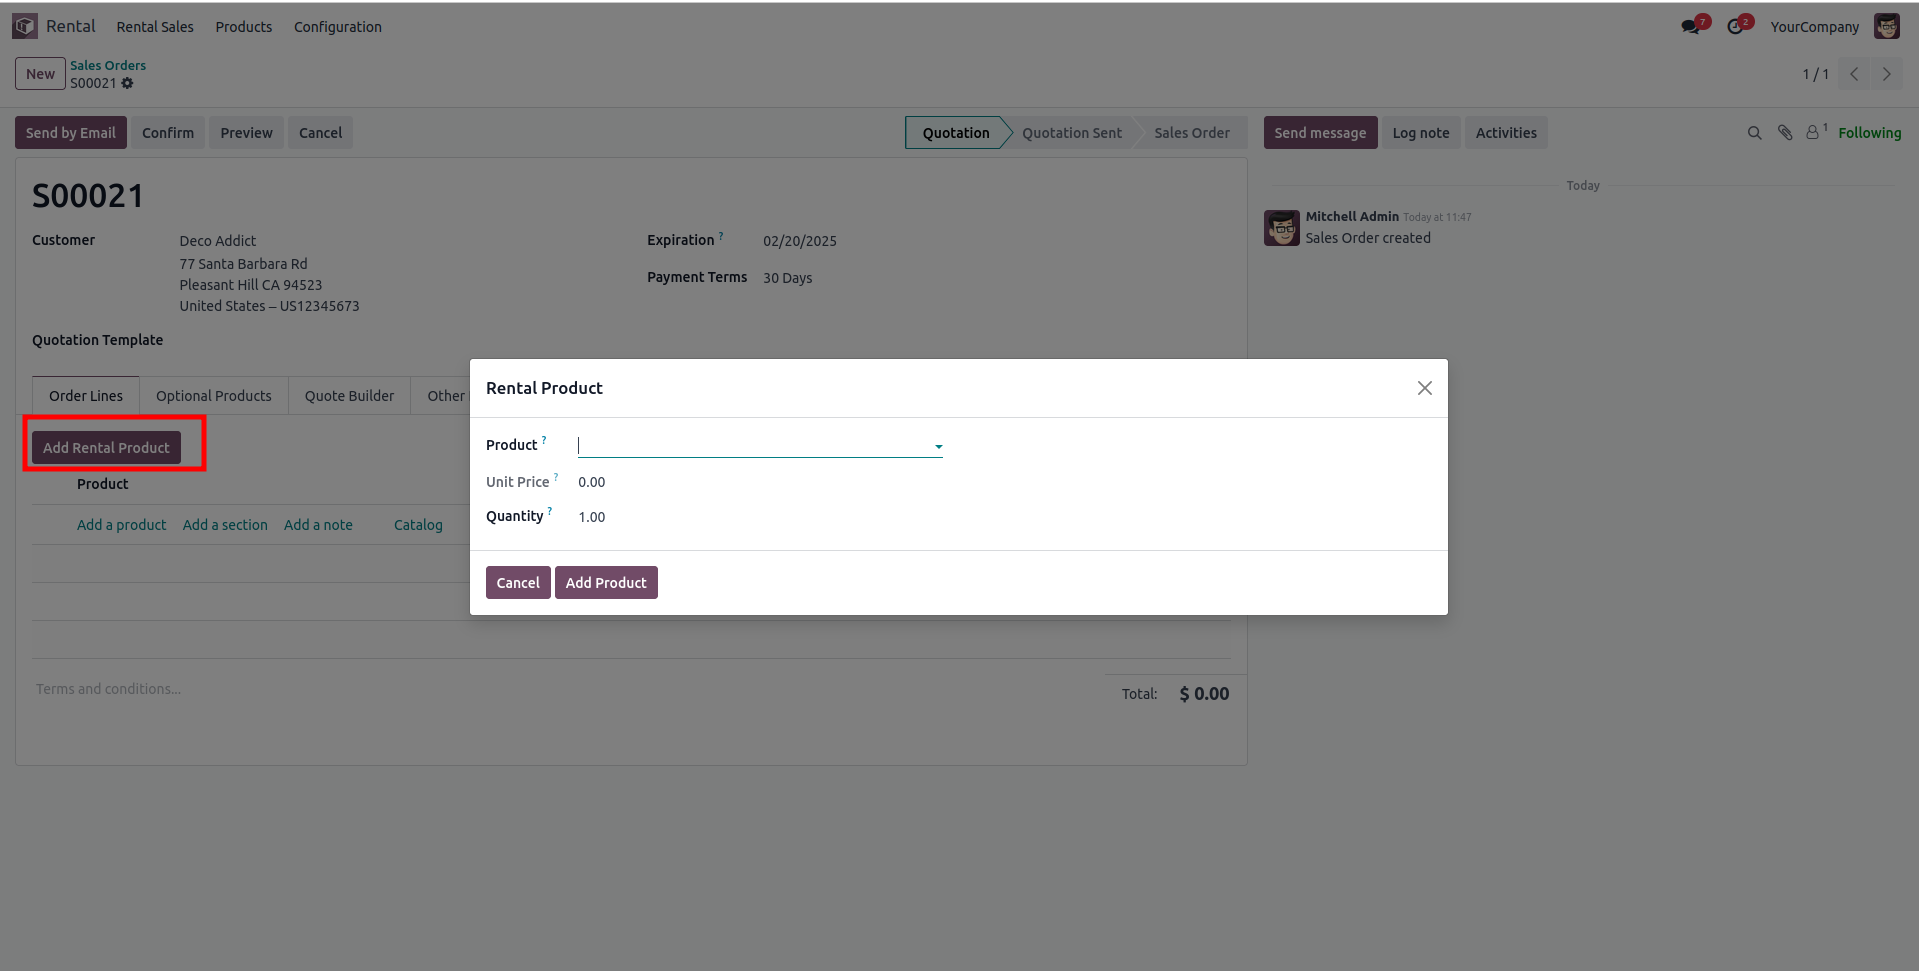 Rental Rental Sales Products Configuration 7 2 YourCompany
New Sales Orders
S00021 1 / 1
Send by Email Confirm Preview Cancel Quotation Quotation Sent Sales Order Send message Log note Activities 1 Following
Today
S00021
Mitchell Admin Today at 11:47
Sales Order created
Customer Deco Addict Expiration ? 02/20/2025
77 Santa Barbara Rd
Pleasant Hill CA 94523 Payment Terms 30 Days
United States – US12345673
Quotation Template
Order Lines Optional Products Quote Builder Other
Add Rental Product
Product
Add a product Add a section Add a note Catalog
Rental Product
Product ?
Unit Price ? 0.00
Quantity ? 1.00
Cancel Add Product
Terms and conditions...
Total: $ 0.00